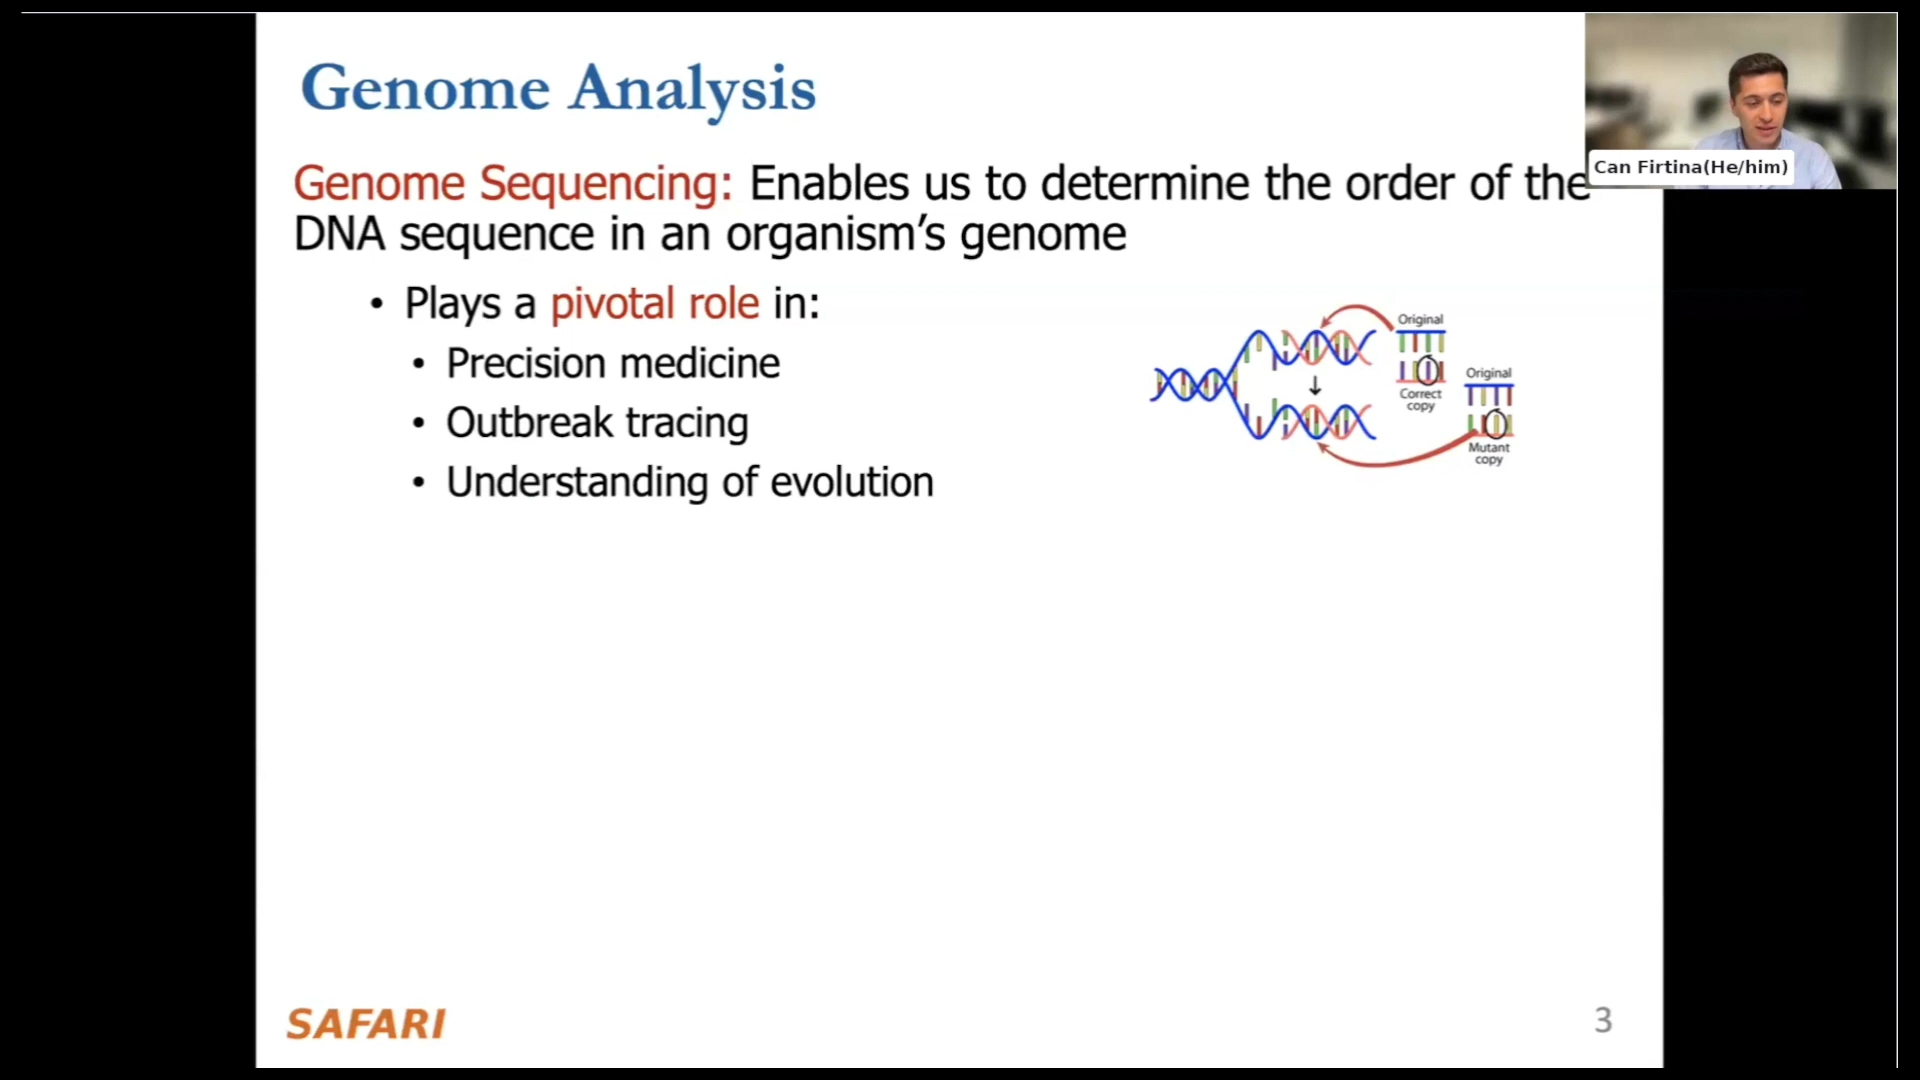 Genome Analysis
Can Firtina(He/him)
Genome Sequencing: Enables us to determine the order of the
DNA sequence in an organism’s genome
• Plays a pivotal role in:
• Precision medicine
• Outbreak tracing
• Understanding of evolution
Original
Correct
copy
Original
Mutant
copy
SAFARI
3